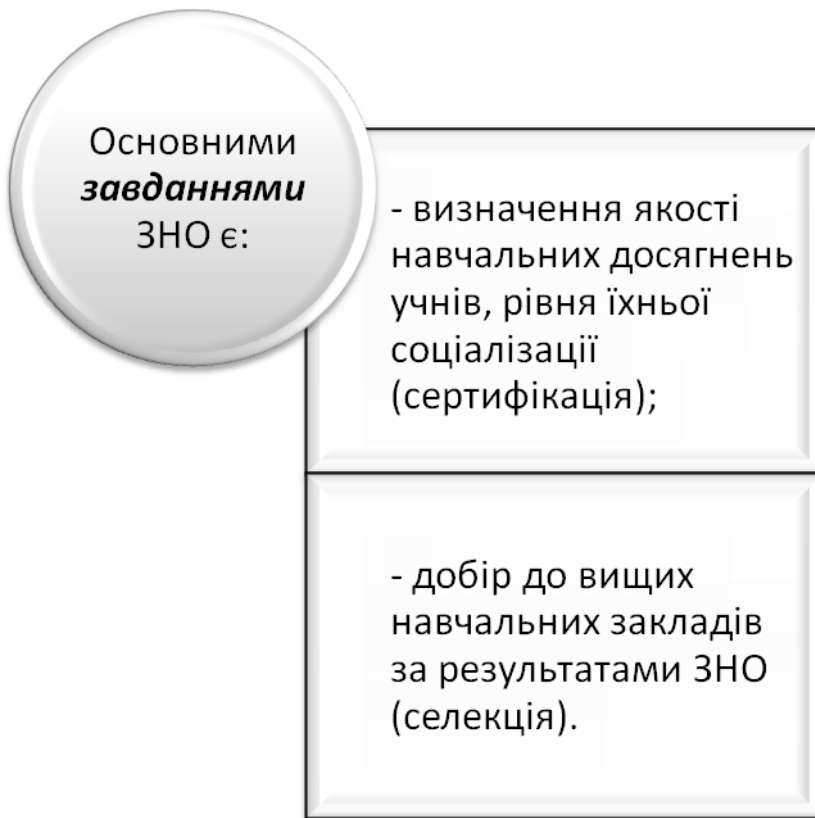 Основними
завданнями
ЗНО є:
- визначення якості
навчальних досягнень
учнів, рівня їхньої
соціалізації
(сертифікація);
- добір до вищих
навчальних закладів
за результатами ЗНО
(селекція).